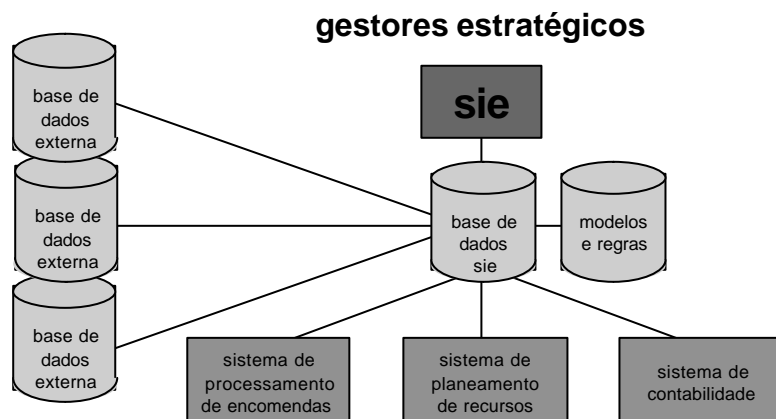 gestores estratégicos
sie
base de
dados
externa
base de
dados
externa
base de
dados
externa
base de
dados
sie
modelos
e regras
sistema de
processamento
de encomendas
sistema de
planeamento
de recursos
sistema de
contabilidade